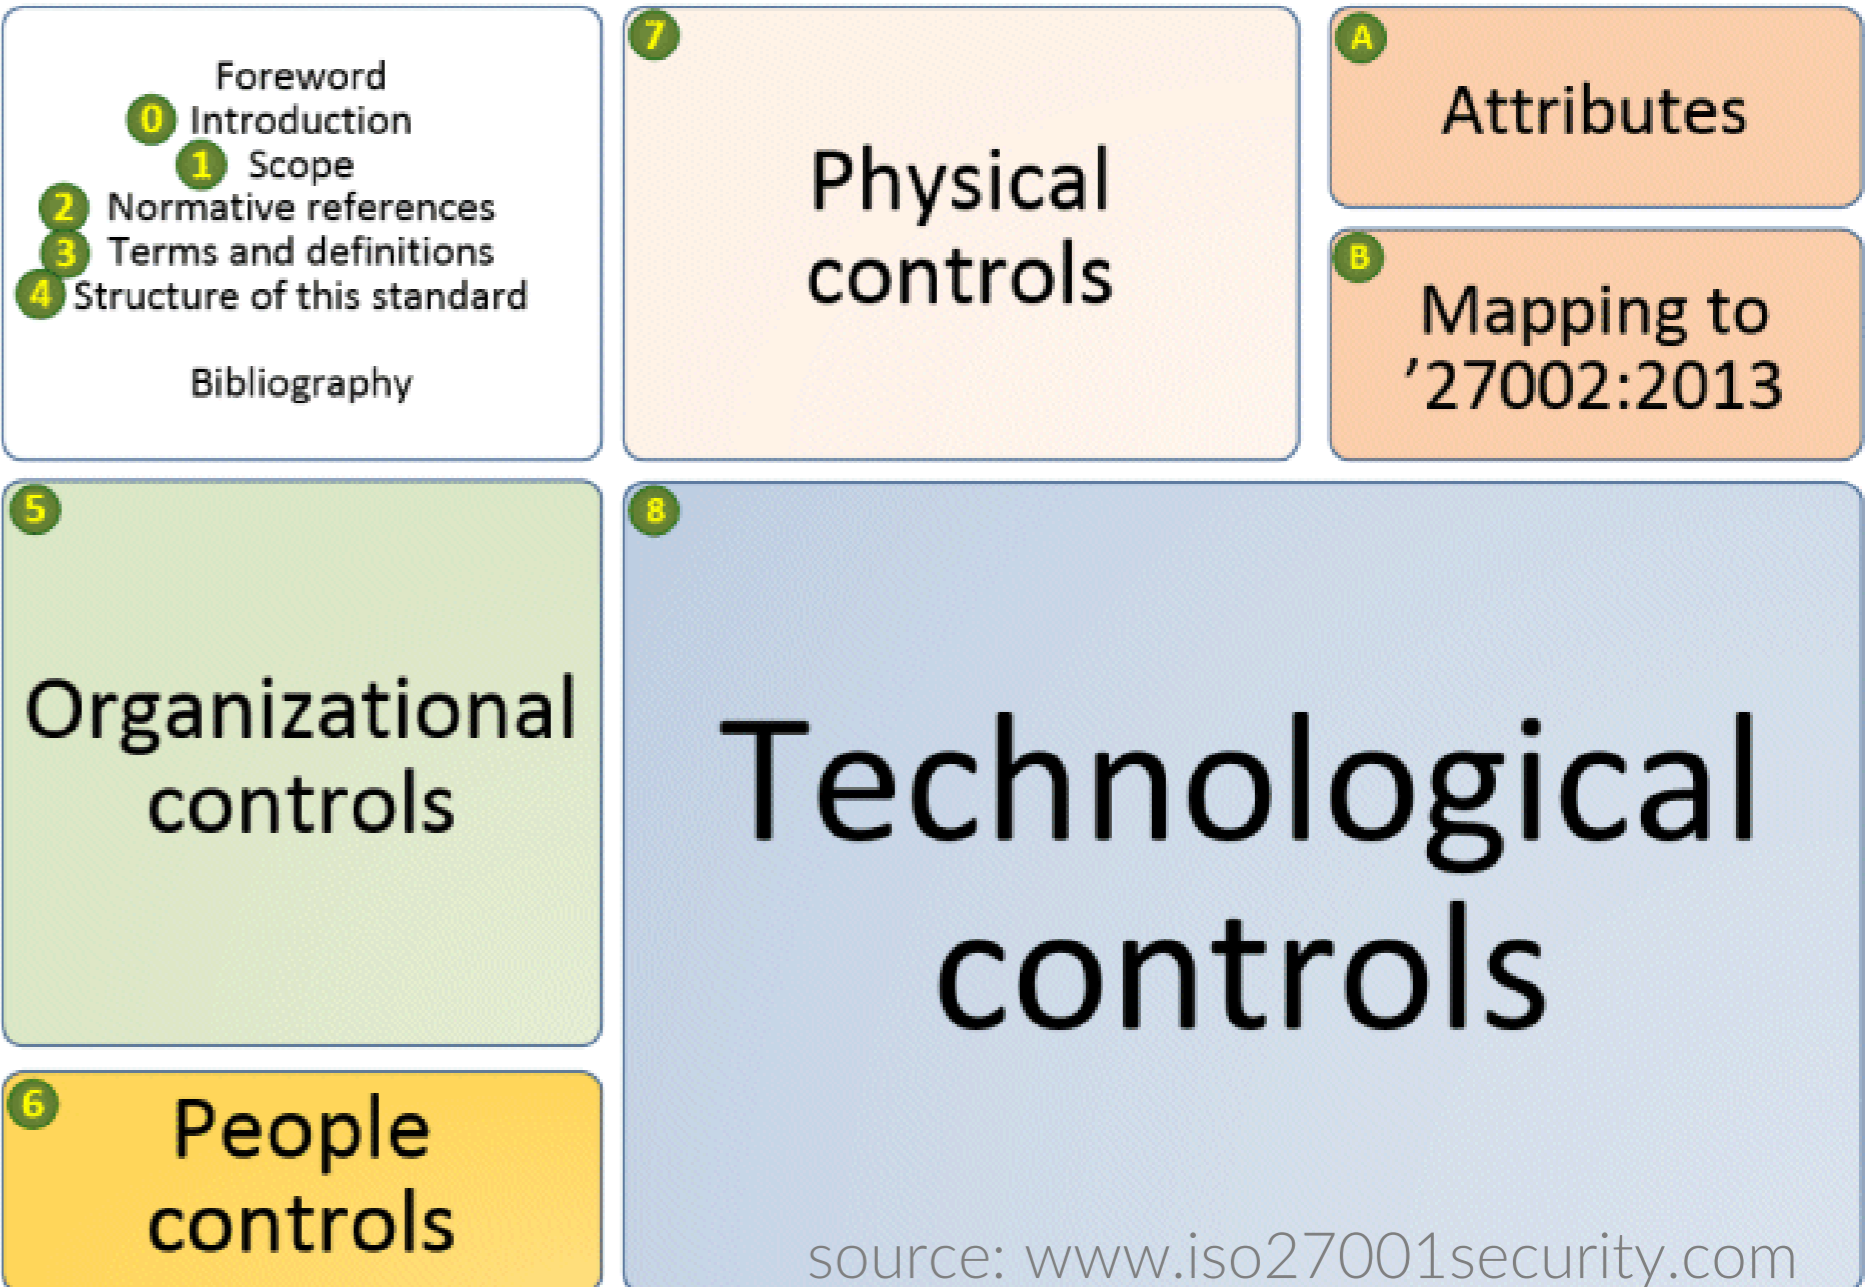 Foreword
0 Introduction
1 Scope
2 Normative references
3 Terms and definitions
4 Structure of this standard
Bibliography
7
Physical
controls
A
Attributes
B
Mapping to
’27002:2013
5
Organizational
controls
6
People
controls
8
Technological
controls
source: www.iso27001security.com